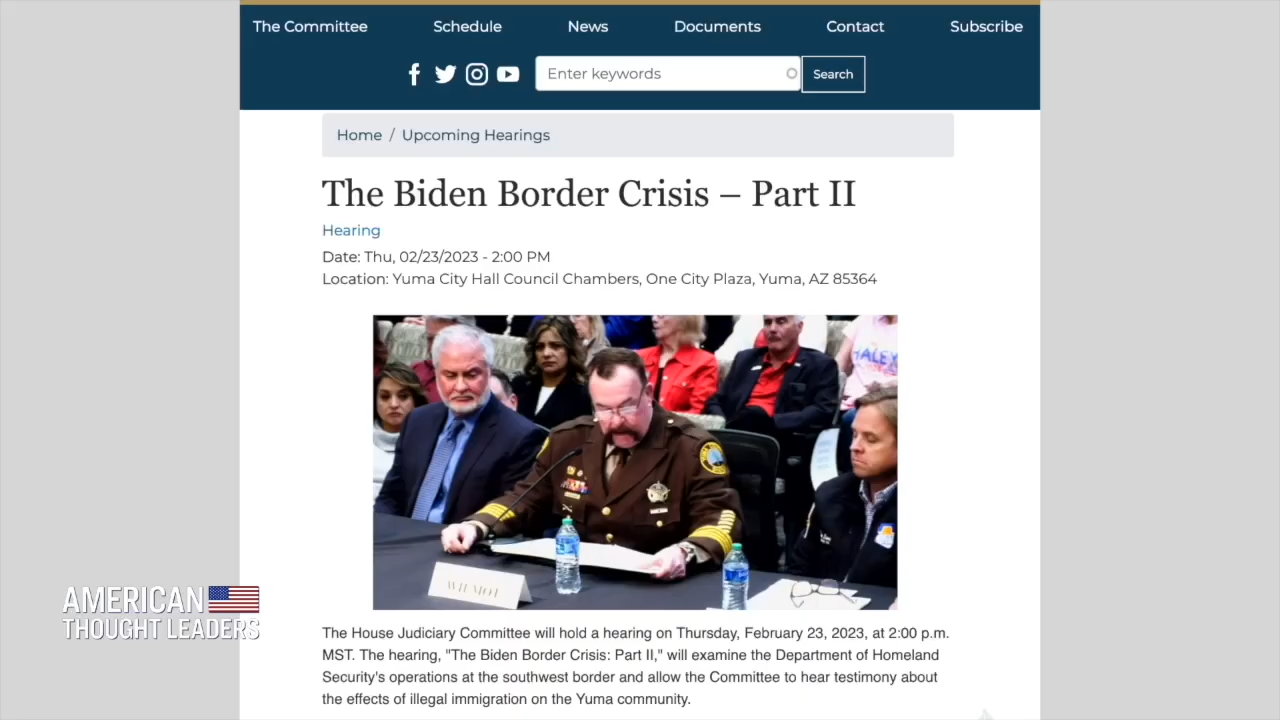 The Committee
Schedule
News
Documents
Contact
Subscribe
Enter keywords
Search
Home / Upcoming Hearings
The Biden Border Crisis – Part II
Hearing
Date: Thu, 02/23/2023 - 2:00 PM
Location: Yuma City Hall Council Chambers, One City Plaza, Yuma, AZ 85364
HALEY
WILMOT
AMERICAN
THOUGHT LEADERS
The House Judiciary Committee will hold a hearing on Thursday, February 23, 2023, at 2:00 p.m.
MST. The hearing, "The Biden Border Crisis: Part II," will examine the Department of Homeland
Security's operations at the southwest border and allow the Committee to hear testimony about
the effects of illegal immigration on the Yuma community.